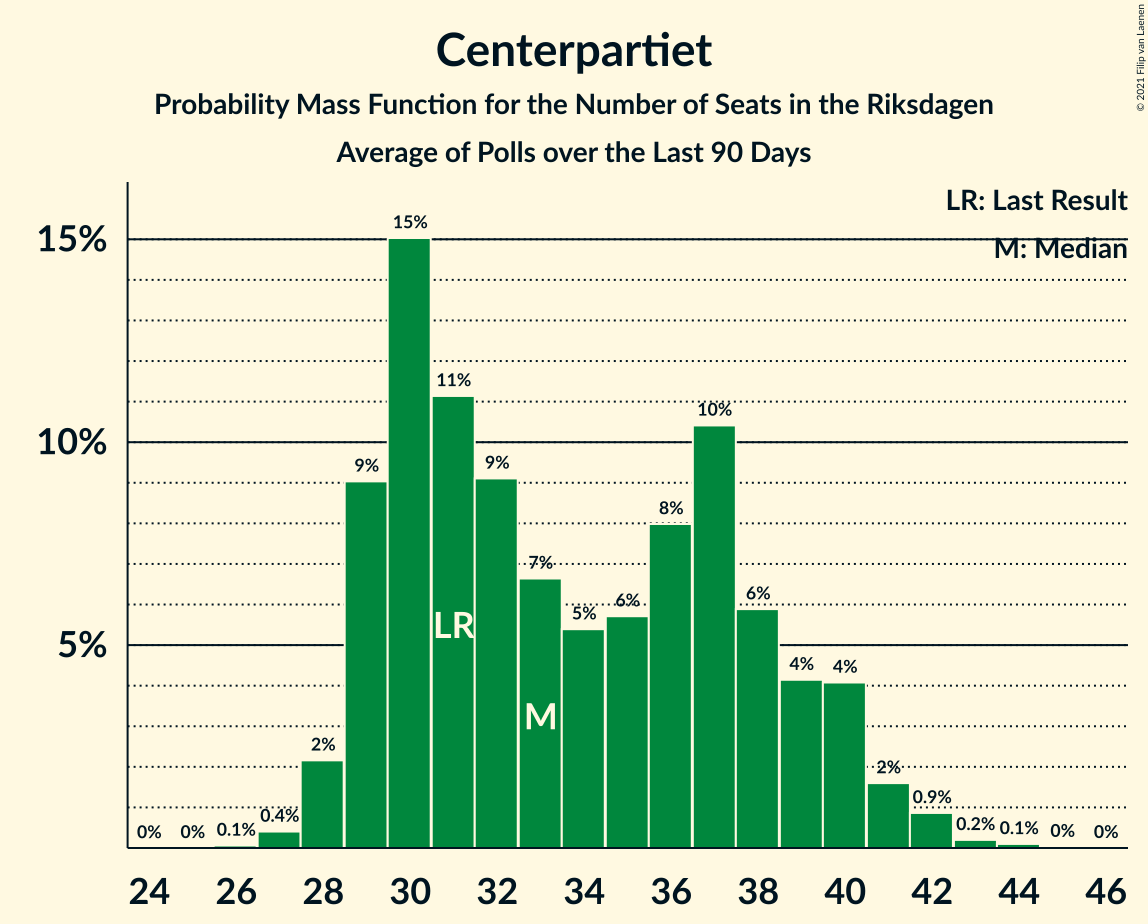 Centerpartiet
Probability Mass Function for the Number of Seats in the Riksdagen
Average of Polls over the Last 90 Days
© 2021 Filip van Laenen
LR: Last Result
M: Median
15%
10%
5%
0%
0%
0.1%
0.4%
2%
9%
15%
11%
9%
7%
5%
6%
8%
10%
6%
4%
4%
2%
0.9%
0.2%
0.1%
0%
0%
LR
M
24 26 28 30 32 34 36 38 40 42 44 46